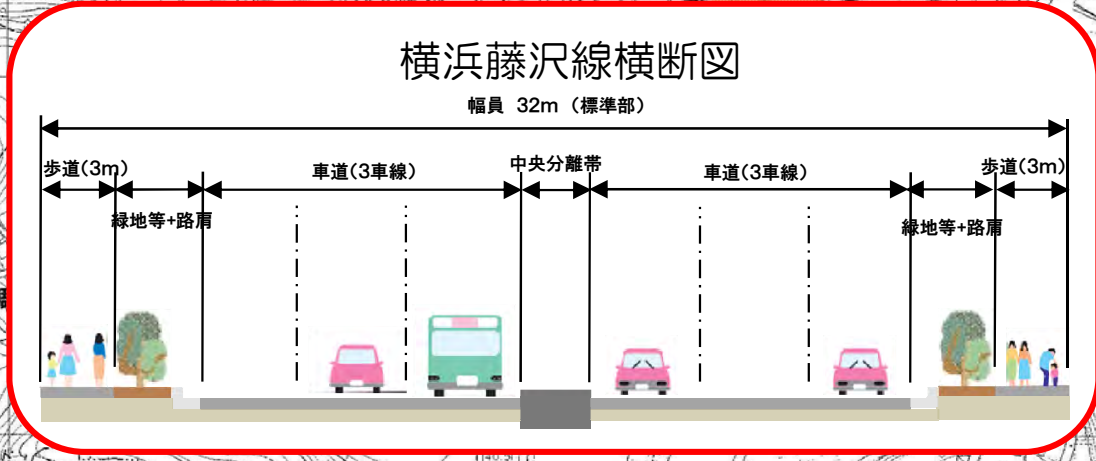 横浜藤沢線横断図
幅員 32m (標準部)
歩道(3m)
車道(3車線)
中央分離帯
車道(3車線)
歩道(3m)
緑地等+路肩
緑地等+路肩